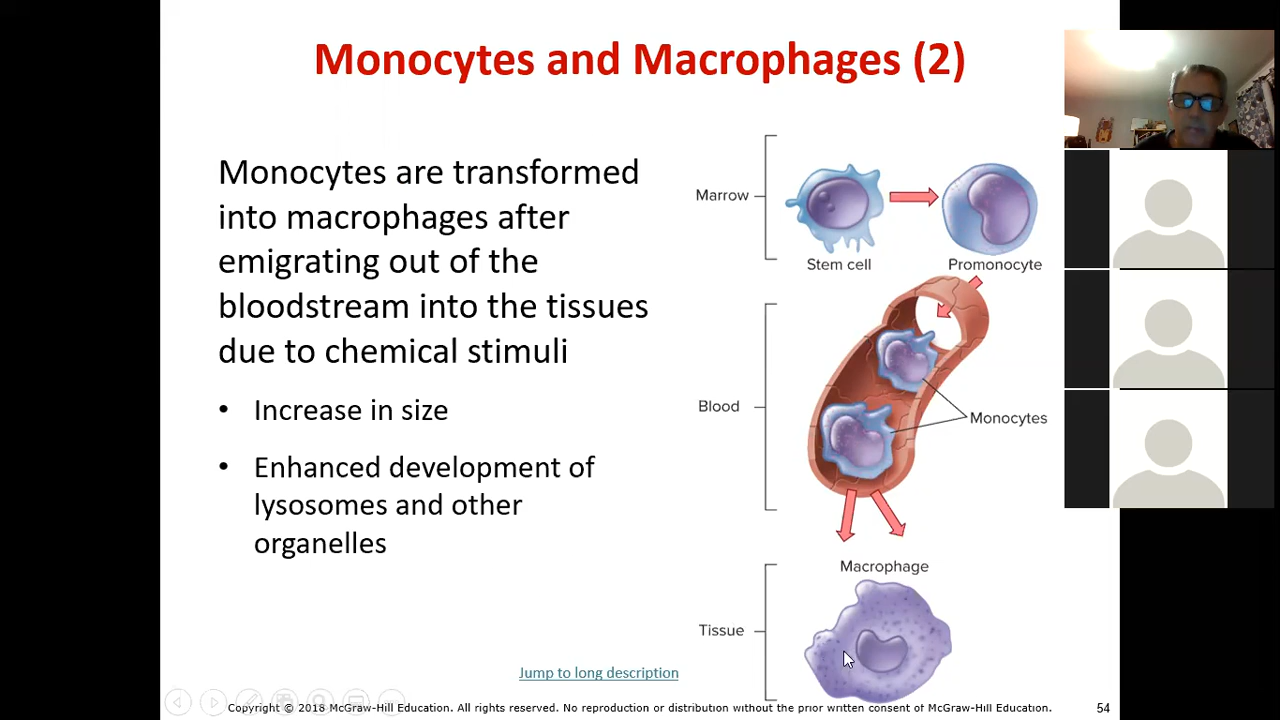 Monocytes and Macrophages (2)
Monocytes are transformed
into macrophages after
emigrating out of the
bloodstream into the tissues
due to chemical stimuli
• Increase in size
• Enhanced development of
lysosomes and other
organelles
Marrow
Stem cell
Promonocyte
Blood
Monocytes
Macrophage
Tissue
Jump to long description
Copyright © 2018 McGraw-Hill Education. All rights reserved. No reproduction or distribution without the prior written consent of McGraw-Hill Education.
54